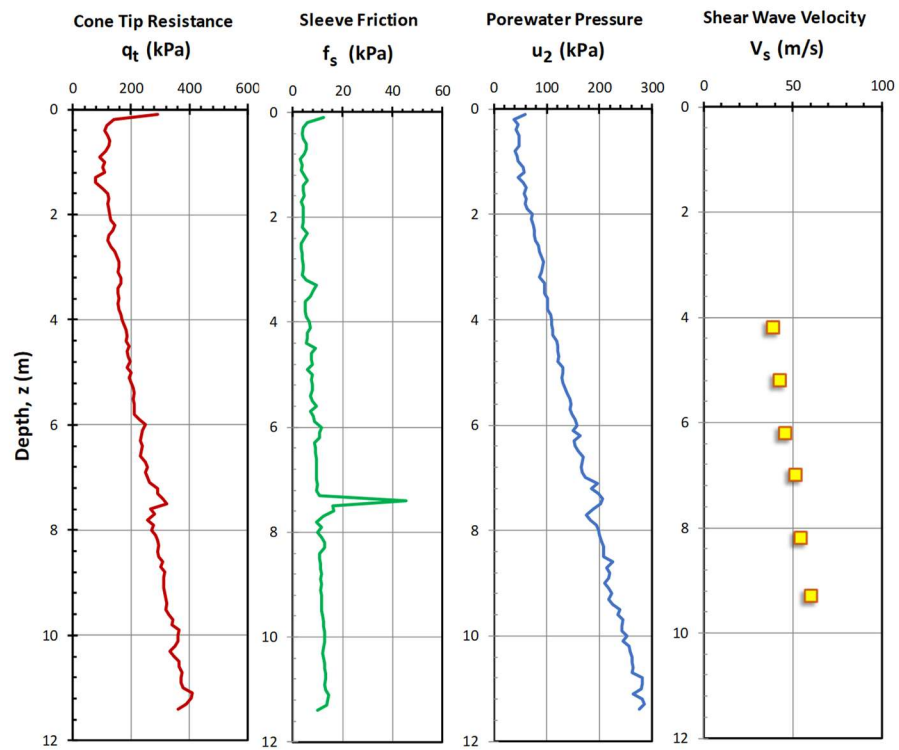 Cone Tip Resistance
qt (kPa)
0 200 400 600
0
2
4
6
8
10
12
Depth, z (m)
Sleeve Friction
fs (kPa)
0 20 40 60
0
2
4
6
8
10
12
Porewater Pressure
u2 (kPa)
0 100 200 300
0
2
4
6
8
10
12
Shear Wave Velocity
Vs (m/s)
0 50 100
0
2
4
6
8
10
12